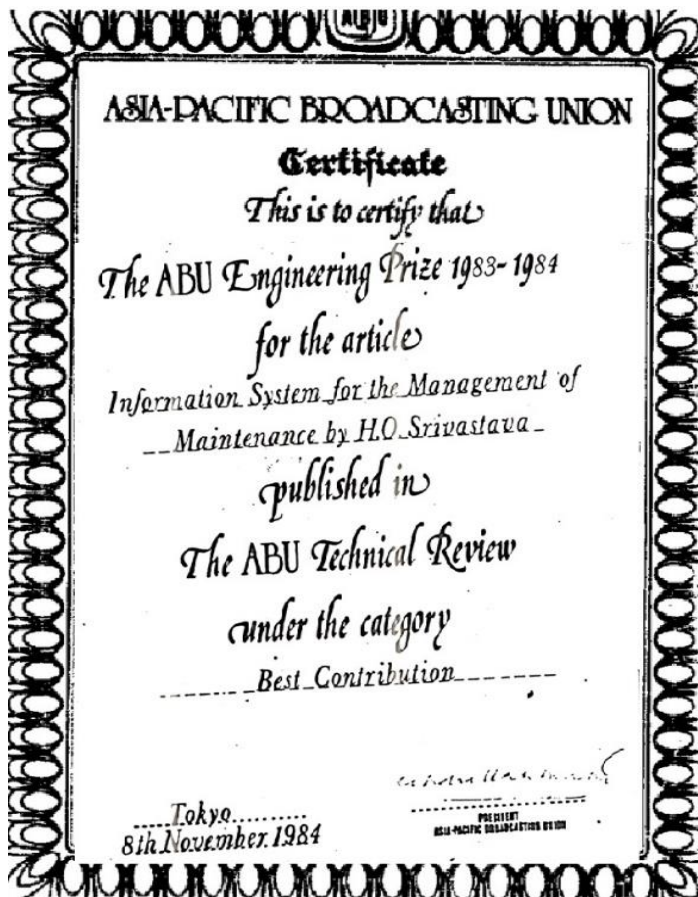 ABU
ASIA-PACIFIC BROADCASTING UNION
Certificate
This is to certify that
The ABU Engineering Prize 1983-1984
for the article
Information System for the Management of
Maintenance by H.O. Srivastava
published in
The ABU Technical Review
under the category
Best Contribution
Tokyo
8th November 1984
PRESIDENT
ASIA-PACIFIC BROADCASTING UNION